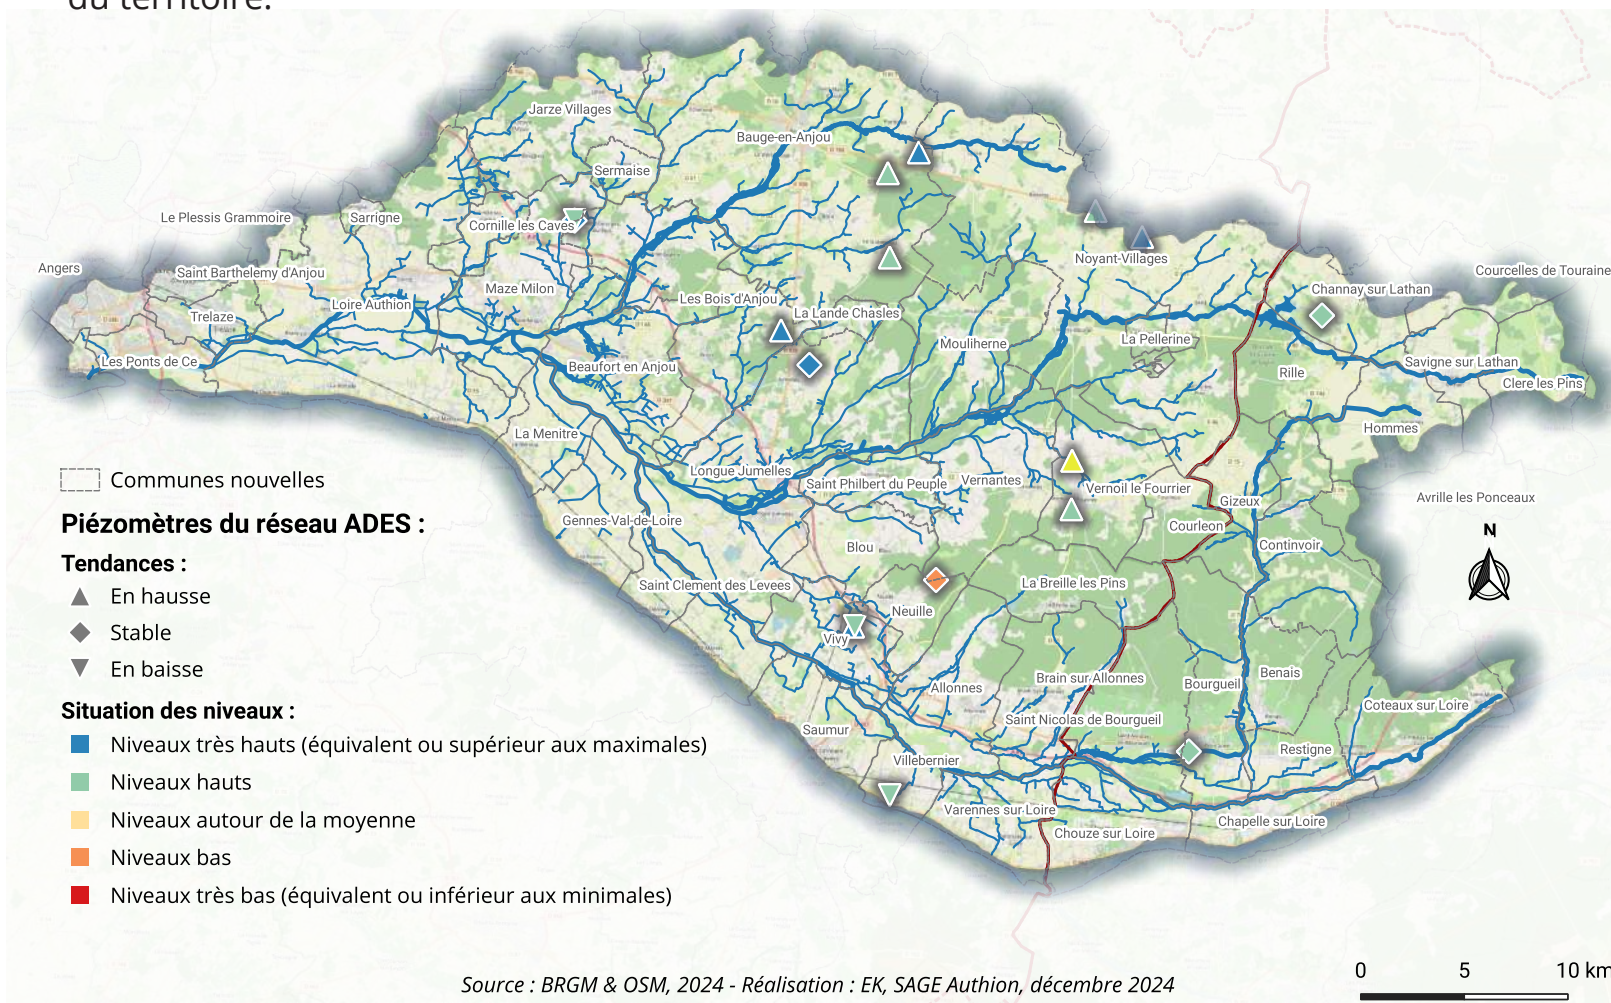 du territoire.
Jarze Villages
Bauge-en-Anjou
Sermaise
Le Plessis Grammoire
Sarrigne
Cornille les Caves
Angers
Saint Barthelemy d'Anjou
Noyant-Villages
Courcelles de Touraine
Maze Milon
Les Bois d'Anjou
Channay sur Lathan
Loire Authion
La Lande Chasles
Trelaze
La Pellerine
Mouliherne
Les Ponts de Ce
Beaufort en Anjou
Savigne sur Lathan
Rille
Clere les Pins
La Menitre
Hommes
Longue Jumelles
Saint Philbert du Peuple
Vernantes
Vernoil le Fourrier
Avrille les Ponceaux
Gizeux
Gennes-Val-de-Loire
Courleon
Blou
Continvoir
Saint Clement des Levees
La Breille les Pins
Neuille
Vivy
Benais
Brain sur Allonnes
Bourgueil
Allonnes
Coteaux sur Loire
Saint Nicolas de Bourgueil
Saumur
Restigne
Villebernier
Varennes sur Loire
Chapelle sur Loire
Chouze sur Loire
N
Communes nouvelles
Piézomètres du réseau ADES :
Tendances :
En hausse
Stable
En baisse
Situation des niveaux :
Niveaux très hauts (équivalent ou supérieur aux maximales)
Niveaux hauts
Niveaux autour de la moyenne
Niveaux bas
Niveaux très bas (équivalent ou inférieur aux minimales)
0 5 10 km
Source : BRGM & OSM, 2024 - Réalisation : EK, SAGE Authion, décembre 2024